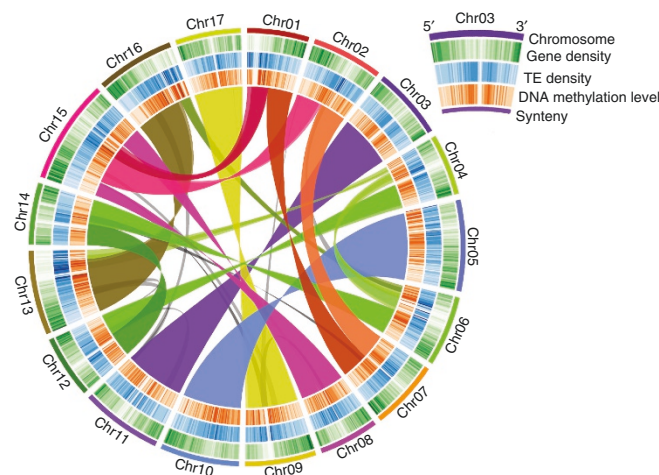 Chr17
Chr01
Chr02
Chr03
Chr04
Chr05
Chr06
Chr07
Chr08
Chr09
Chr10
Chr11
Chr12
Chr13
Chr14
Chr15
Chr16
5′ Chr03 3′
Chromosome
Gene density
TE density
DNA methylation level
Synteny